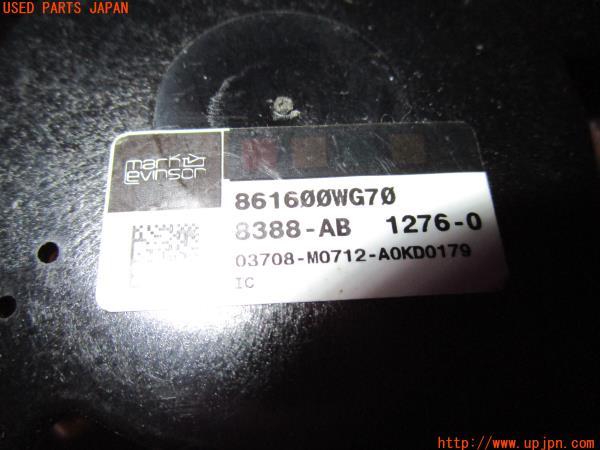 USED PARTS JAPAN
mark
levinson
861600WG70
8388-AB 1276-0
03708-M0712-A0KD0179
IC
http://www.upjpn.com